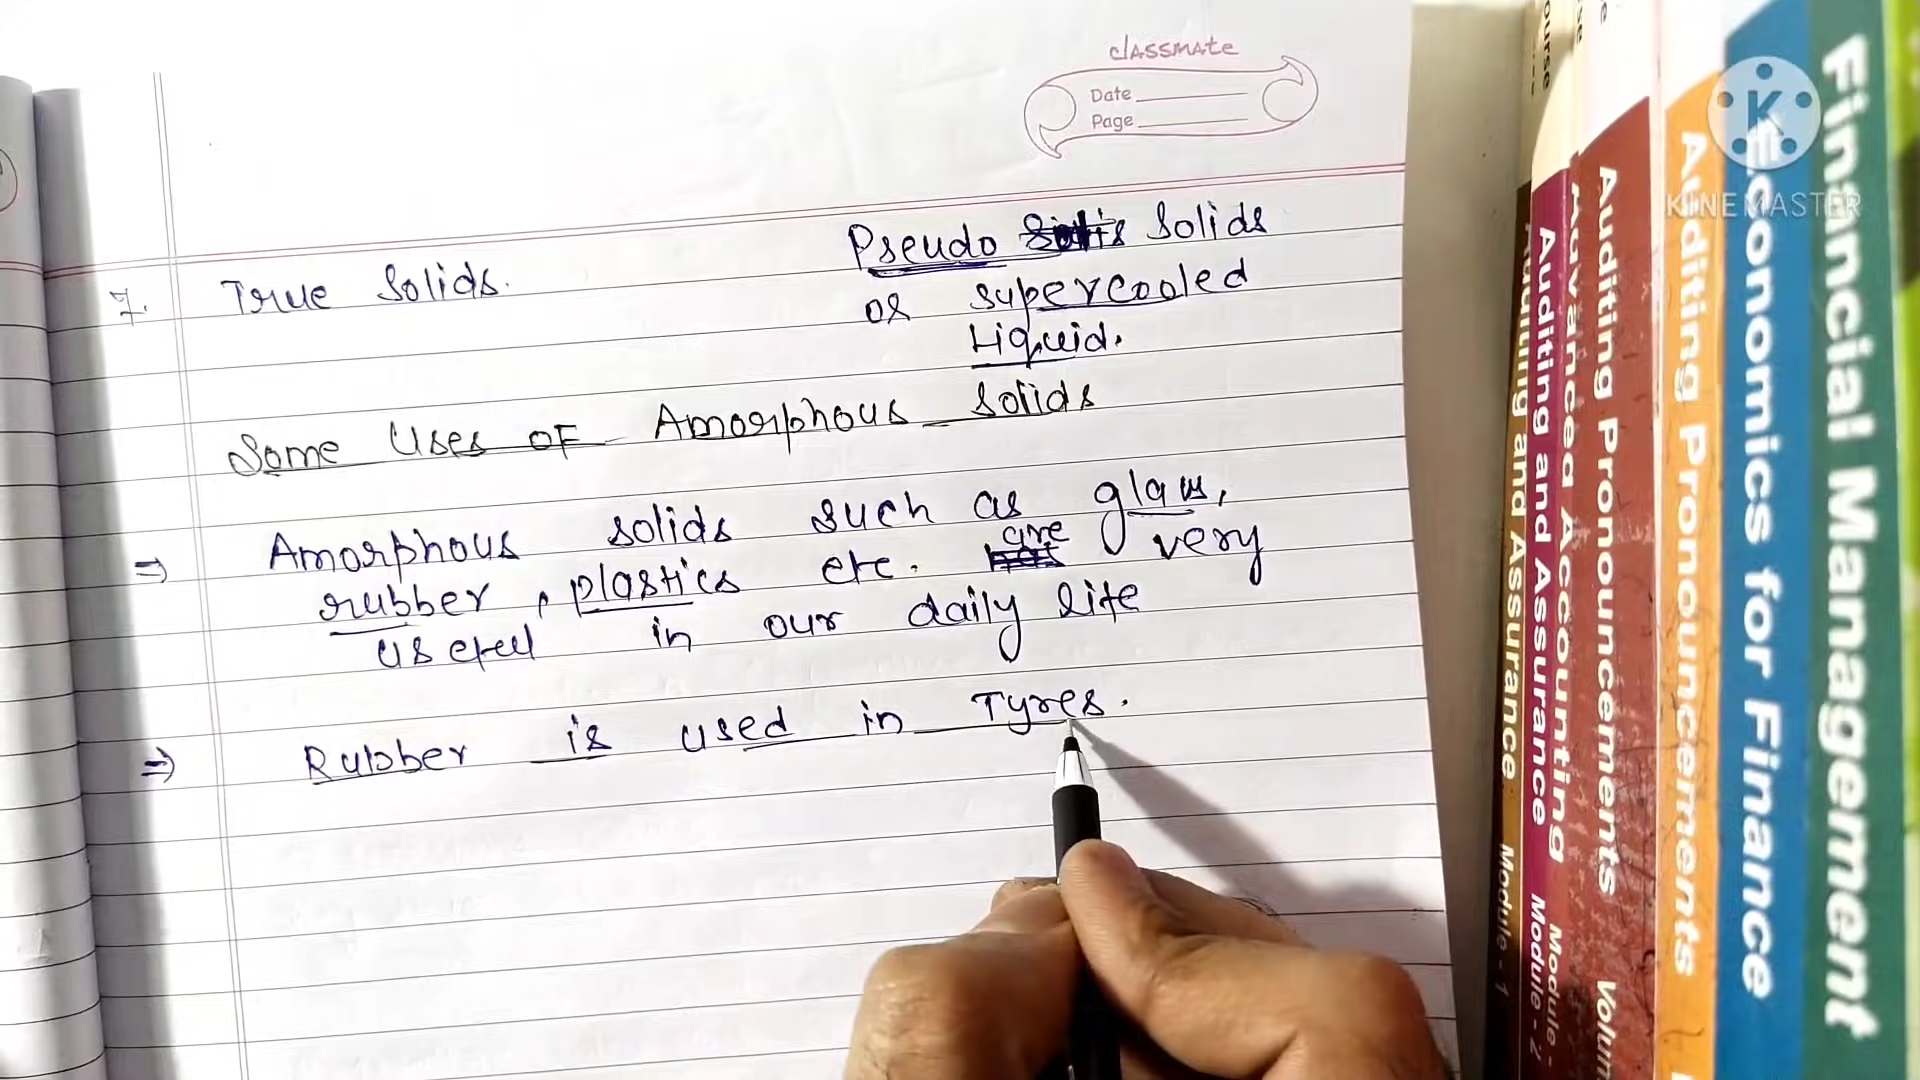 classmate
Date
Page
7. True Solids.
Pseudo Solids
or supercooled
Liquid.
Some Uses OF Amorphous solids
⇒ Amorphous solids such as glass,
rubber, plastics etc. are very
useful in our daily life
⇒ Rubber is used in Tyres.
K
KINEMASTER
ourse
Auditing and Assurance Module - 1
Auditing and Assurance Module - 2
Advanced Accounting Module -
Auditing Pronouncements Volum
Auditing Pronouncements
Economics for Finance
Financial Management